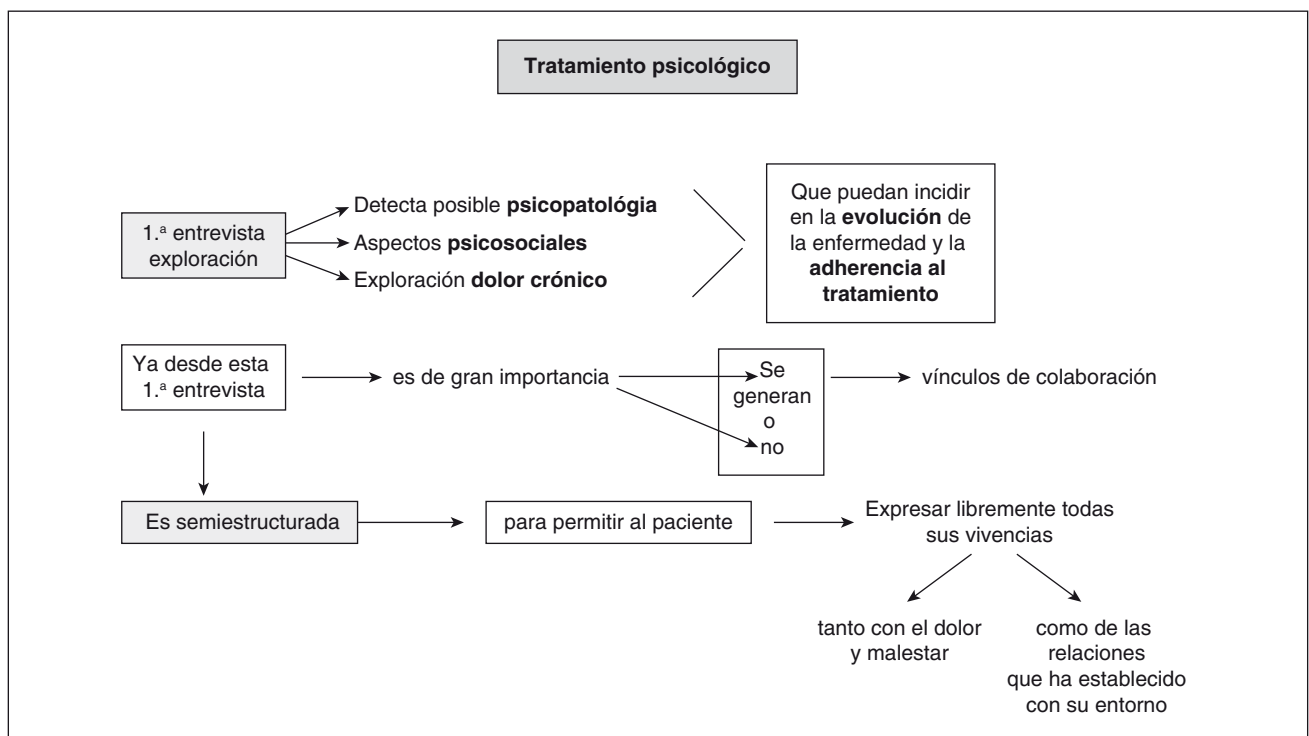 Tratamiento psicológico
1.ª entrevista
exploración
Detecta posible psicopatológia
Aspectos psicosociales
Exploración dolor crónico
Que puedan incidir
en la evolución de
la enfermedad y la
adherencia al
tratamiento
Ya desde esta
1.ª entrevista
es de gran importancia
Se
generan
o
no
vínculos de colaboración
Es semiestructurada
para permitir al paciente
Expresar libremente todas
sus vivencias
tanto con el dolor
y malestar
como de las
relaciones
que ha establecido
con su entorno